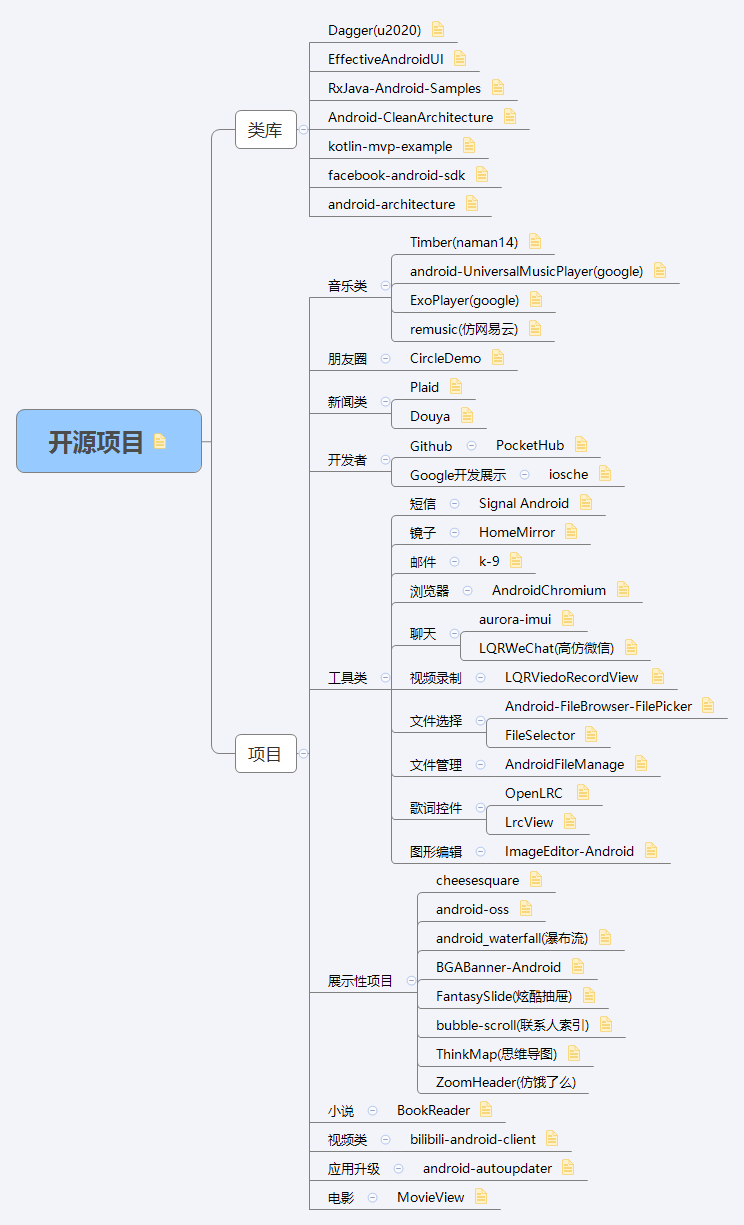 开源项目
类库
Dagger(u2020)
EffectiveAndroidUI
RxJava-Android-Samples
Android-CleanArchitecture
kotlin-mvp-example
facebook-android-sdk
android-architecture
项目
音乐类
Timber(naman14)
android-UniversalMusicPlayer(google)
ExoPlayer(google)
remusic(仿网易云)
朋友圈
CircleDemo
新闻类
Plaid
Douya
开发者
Github
PocketHub
Google开发展示
iosche
工具类
短信
Signal Android
镜子
HomeMirror
邮件
k-9
浏览器
AndroidChromium
聊天
aurora-imui
LQRWeChat(高仿微信)
视频录制
LQRViedoRecordView
文件选择
Android-FileBrowser-FilePicker
FileSelector
文件管理
AndroidFileManage
歌词控件
OpenLRC
LrcView
图形编辑
ImageEditor-Android
展示性项目
cheesesquare
android-oss
android_waterfall(瀑布流)
BGABanner-Android
FantasySlide(炫酷抽屉)
bubble-scroll(联系人索引)
ThinkMap(思维导图)
ZoomHeader(仿饿了么)
小说
BookReader
视频类
bilibili-android-client
应用升级
android-autoupdater
电影
MovieView